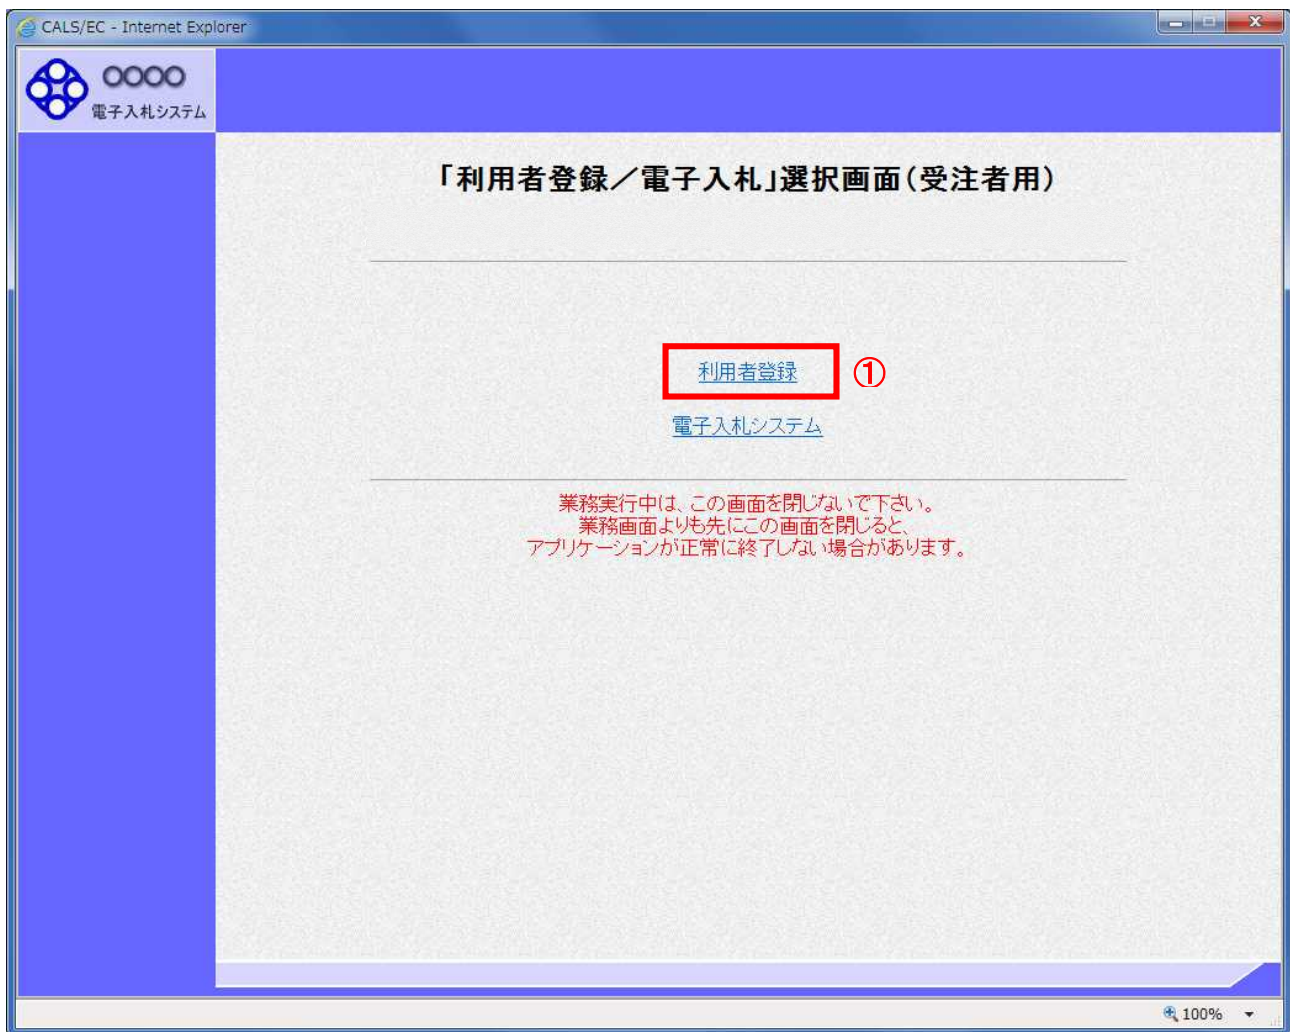 CALS/EC - Internet Explorer
○○○○
電子入札システム
「利用者登録／電子入札」選択画面(受注者用)
利用者登録
①
電子入札システム
業務実行中は、この画面を閉じないで下さい。
業務画面よりも先にこの画面を閉じると、
アプリケーションが正常に終了しない場合があります。
100%